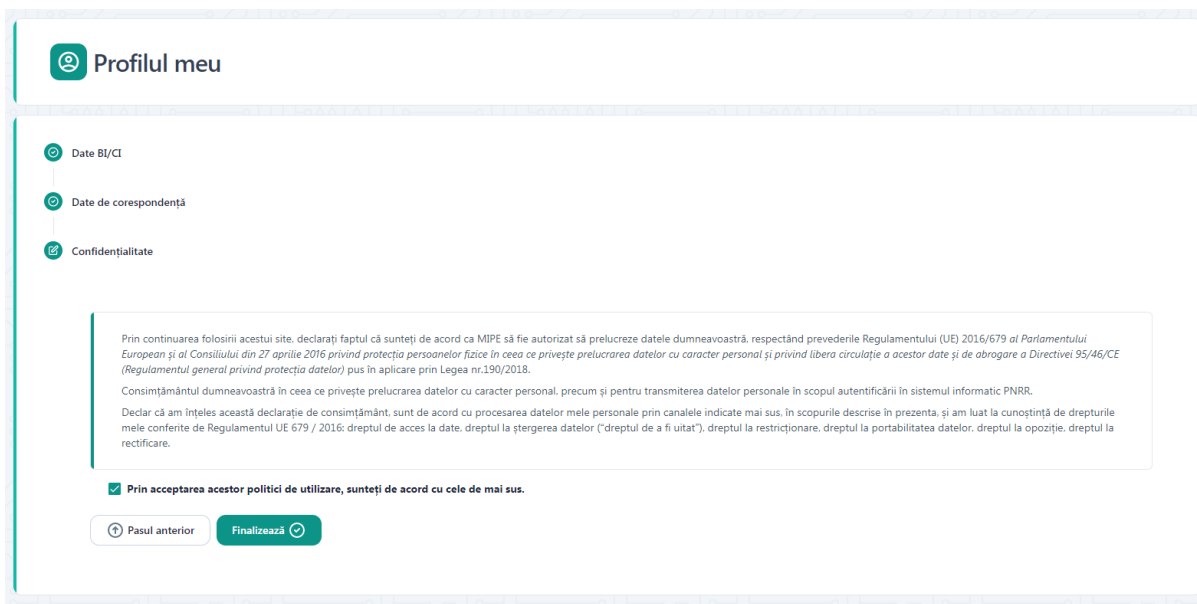 Profilul meu
Date BI/CI
Date de corespondență
Confidențialitate
Prin continuarea folosirii acestui site, declarați faptul că sunteți de acord ca MIPE să fie autorizat să prelucreze datele dumneavoastră, respectând prevederile Regulamentului (UE) 2016/679 al Parlamentului
European și al Consiliului din 27 aprilie 2016 privind protecția persoanelor fizice în ceea ce privește prelucrarea datelor cu caracter personal și privind libera circulație a acestor date și de abrogare a Directivei 95/46/CE
(Regulamentul general privind protecția datelor) pus în aplicare prin Legea nr.190/2018.
Consimțământul dumneavoastră în ceea ce privește prelucrarea datelor cu caracter personal, precum și pentru transmiterea datelor personale în scopul autentificării în sistemul informatic PNRR.
Declar că am înțeles această declarație de consimțământ, sunt de acord cu procesarea datelor mele personale prin canalele indicate mai sus, în scopurile descrise în prezenta, și am luat la cunoștință de drepturile
mele conferite de Regulamentul UE 679 / 2016: dreptul de acces la date, dreptul la ștergerea datelor ("dreptul de a fi uitat"), dreptul la restricționare, dreptul la portabilitatea datelor, dreptul la opoziție, dreptul la
rectificare.
Prin acceptarea acestor politici de utilizare, sunteți de acord cu cele de mai sus.
Pasul anterior Finalizează